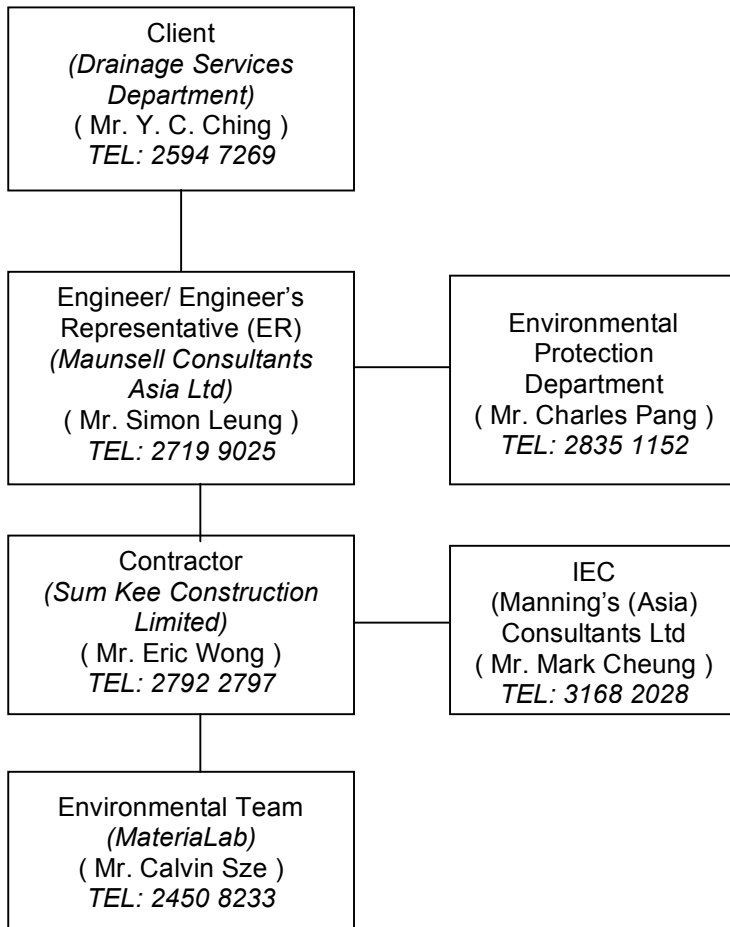 Client
(Drainage Services
Department)
( Mr. Y. C. Ching )
TEL: 2594 7269
Engineer/ Engineer's
Representative (ER)
(Maunsell Consultants
Asia Ltd)
( Mr. Simon Leung )
TEL: 2719 9025
Environmental
Protection
Department
( Mr. Charles Pang )
TEL: 2835 1152
Contractor
(Sum Kee Construction
Limited)
( Mr. Eric Wong )
TEL: 2792 2797
IEC
(Manning's (Asia)
Consultants Ltd
( Mr. Mark Cheung )
TEL: 3168 2028
Environmental Team
(MateriaLab)
( Mr. Calvin Sze )
TEL: 2450 8233